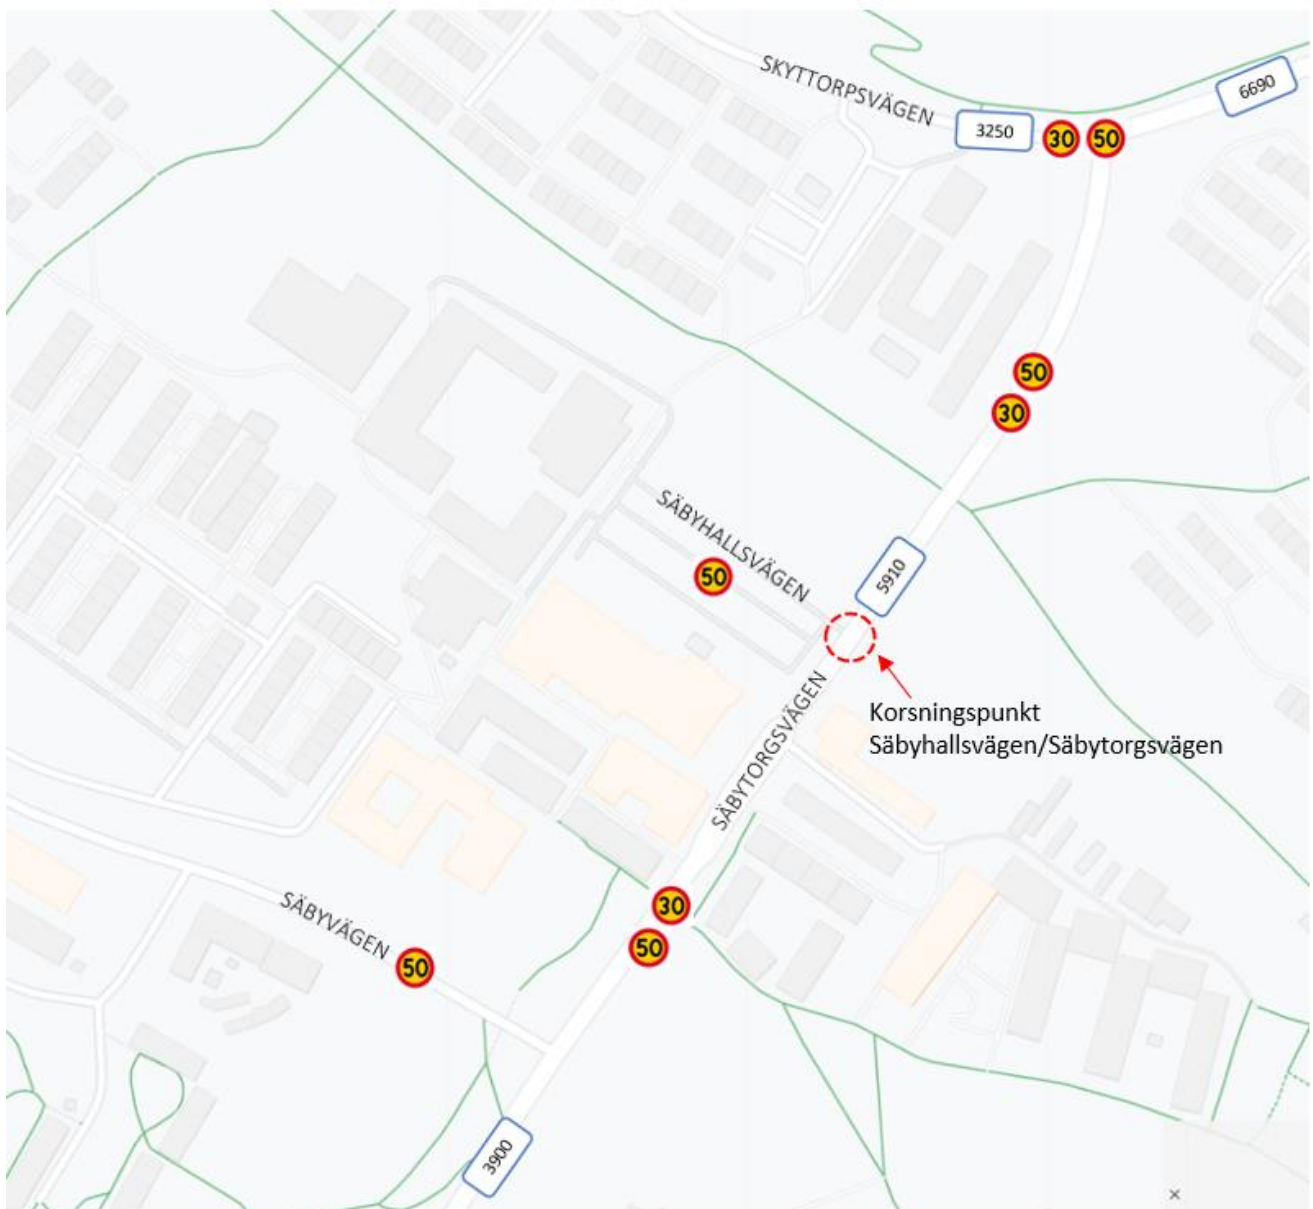 SKYTTORPSVÄGEN
6690
3250
30
50
50
30
SÄBYHALLSVÄGEN
50
5910
Korsningspunkt
Säbyhallsvägen/Säbytorgsvägen
SÄBYTORGSVÄGEN
30
50
SÄBYVÄGEN
50
3900
×